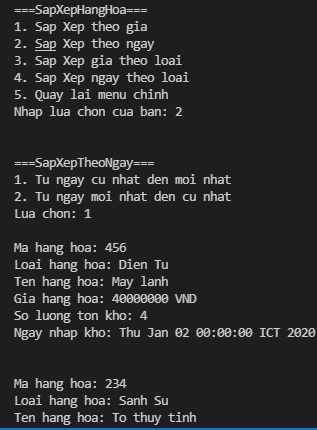 ===SapXepHangHoa===
1. Sap Xep theo gia
2. Sap Xep theo ngay
3. Sap Xep gia theo loai
4. Sap Xep ngay theo loai
5. Quay lai menu chinh
Nhap lua chon cua ban: 2
===SapXepTheoNgay===
1. Tu ngay cu nhat den moi nhat
2. Tu ngay moi nhat den cu nhat
Lua chon: 1
Ma hang hoa: 456
Loai hang hoa: Dien Tu
Ten hang hoa: May lanh
Gia hang hoa: 40000000 VND
So luong ton kho: 4
Ngay nhap kho: Thu Jan 02 00:00:00 ICT 2020
Ma hang hoa: 234
Loai hang hoa: Sanh Su
Ten hang hoa: To thuy tinh